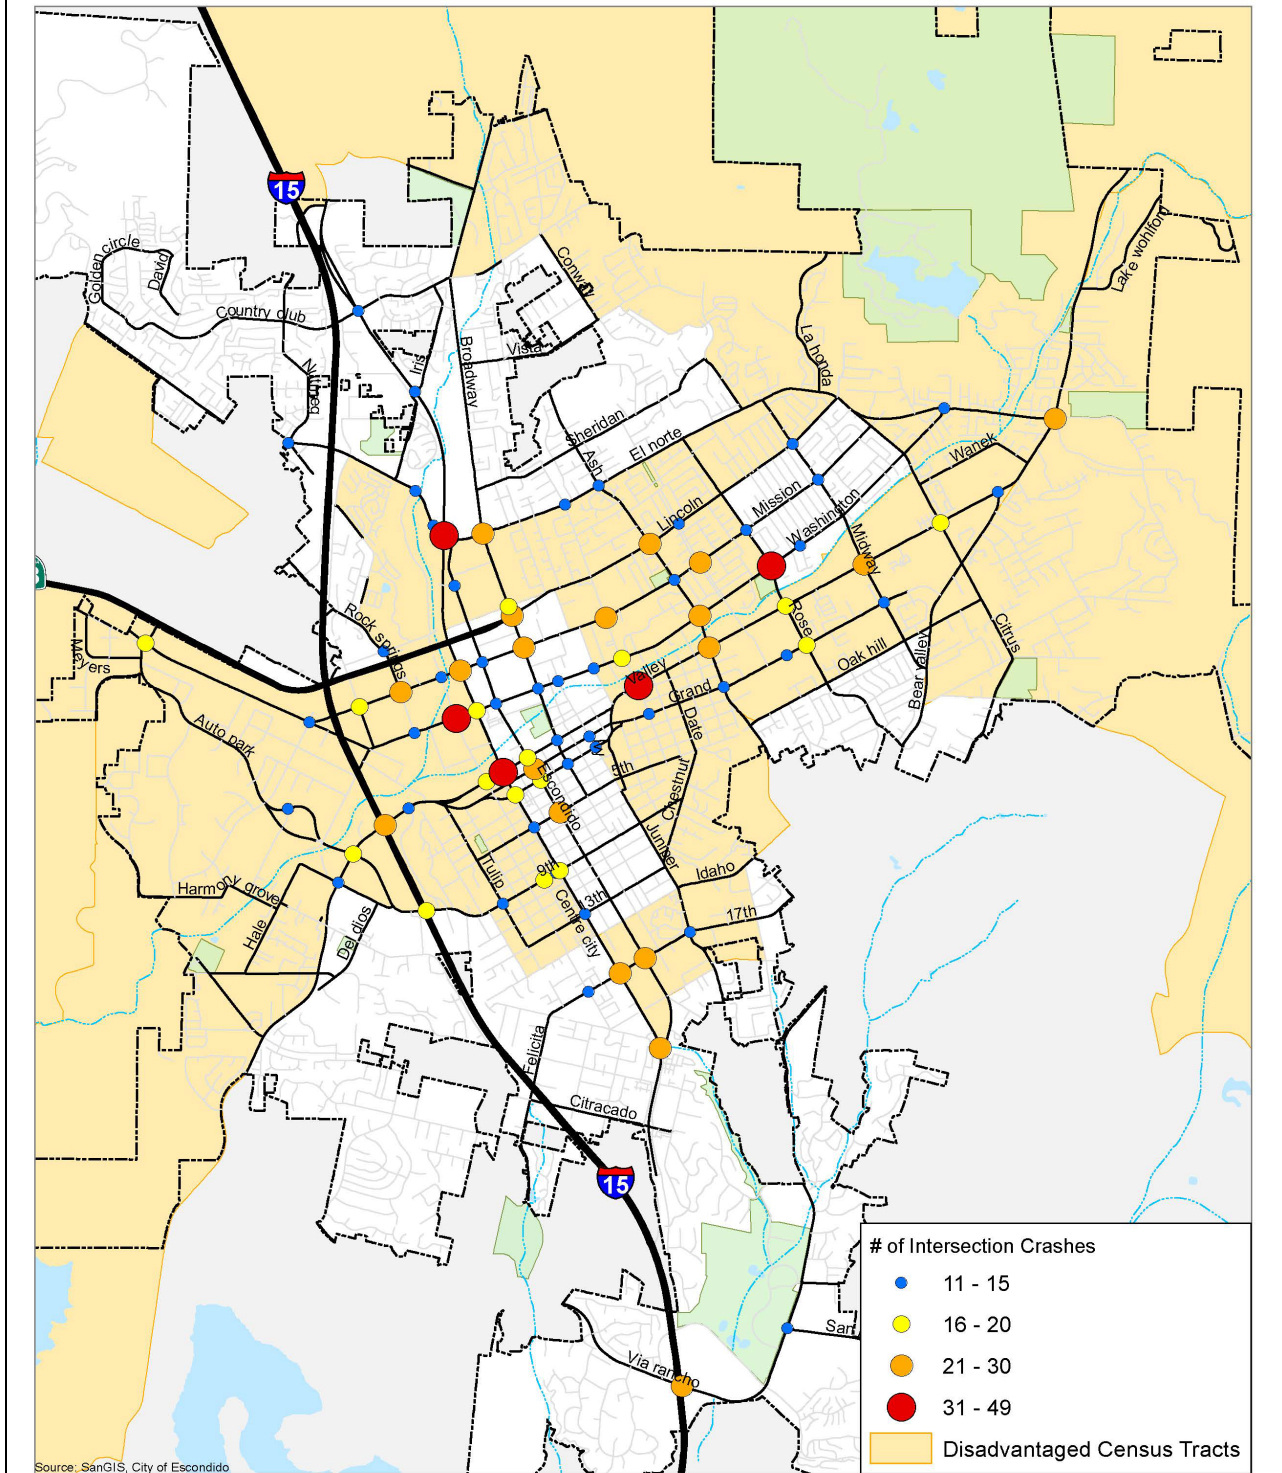 15
Conway
Lake wohlford
Golden circle
David
Country club
La honda
Broadway
Vista
Iris
Nutmeg
Sheridan
El norte
Ash
Wanek
Lincoln
Mission
Washington
Midway
Rock springs
Rose
Citrus
Meyers
Oak hill
Bear valley
Valley
Grand
Date
Auto park
5th
Escondido
Chestnut
Juniper
Tulip
9th
Idaho
Harmony grove
13th
17th
Hale
Del dios
Centre city
Felicita
Citracado
15
San
Via rancho
# of Intersection Crashes
11 - 15
16 - 20
21 - 30
31 - 49
Disadvantaged Census Tracts
Source: SanGIS, City of Escondido